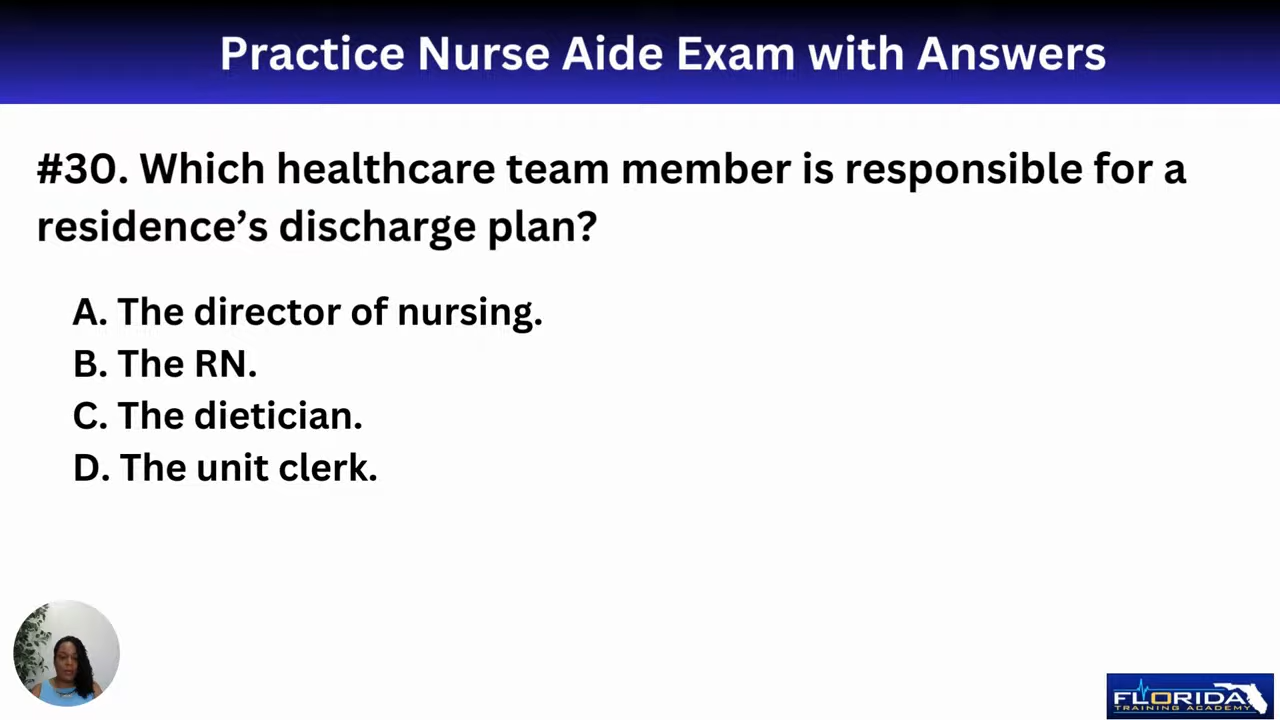 Practice Nurse Aide Exam with Answers
#30. Which healthcare team member is responsible for a
residence’s discharge plan?
A. The director of nursing.
B. The RN.
C. The dietician.
D. The unit clerk.
FLORIDA
TRAINING ACADEMY